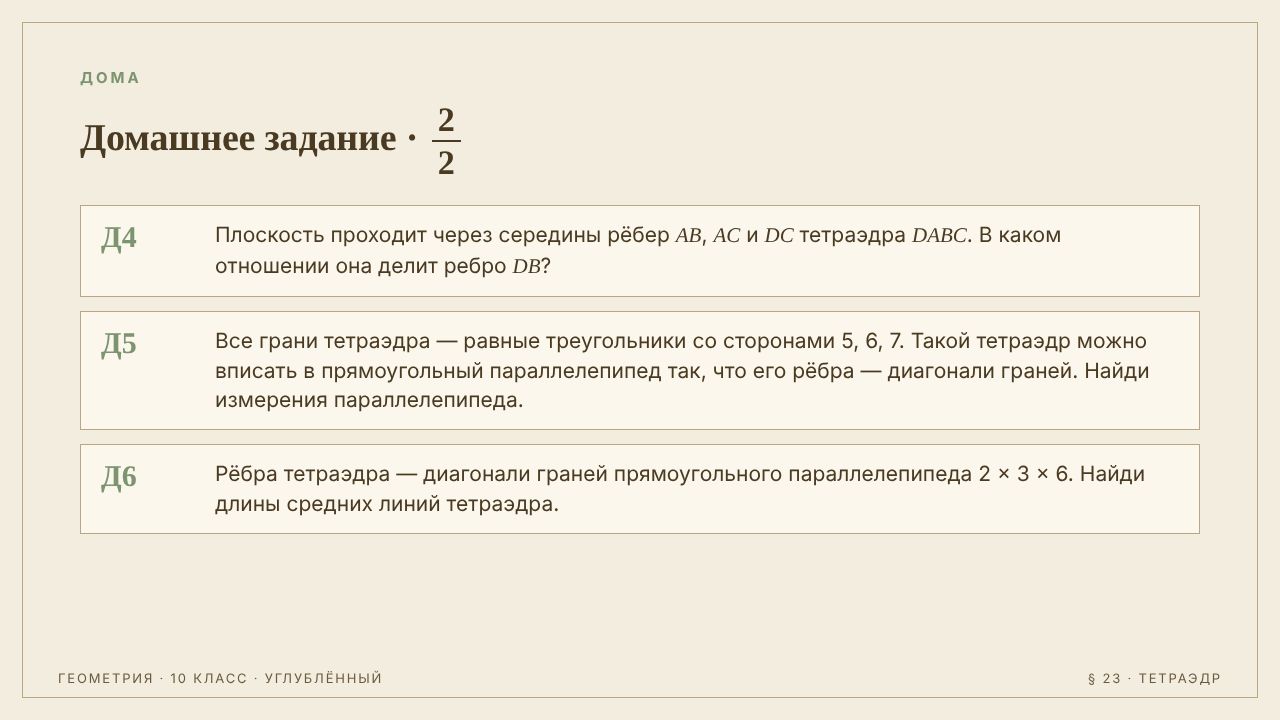 ДОМА
Домашнее задание · 2/2
Д4
Плоскость проходит через середины рёбер AB, AC и DC тетраэдра DABC. В каком
отношении она делит ребро DB?
Д5
Все грани тетраэдра — равные треугольники со сторонами 5, 6, 7. Такой тетраэдр можно
вписать в прямоугольный параллелепипед так, что его рёбра — диагонали граней. Найди
измерения параллелепипеда.
Д6
Рёбра тетраэдра — диагонали граней прямоугольного параллелепипеда 2 × 3 × 6. Найди
длины средних линий тетраэдра.
ГЕОМЕТРИЯ · 10 КЛАСС · УГЛУБЛЁННЫЙ
§ 23 · ТЕТРАЭДР